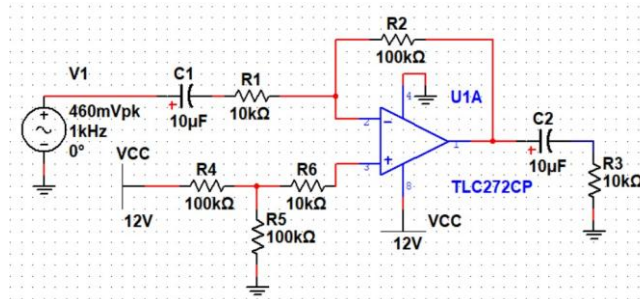 R2
100kΩ
V1
C1
R1
4
U1A
460mVpk
1kHz
0°
10µF
10kΩ
2
1
C2
VCC
R4
R6
3
10µF
R3
10kΩ
100kΩ
10kΩ
8
TLC272CP
12V
R5
100kΩ
VCC
12V